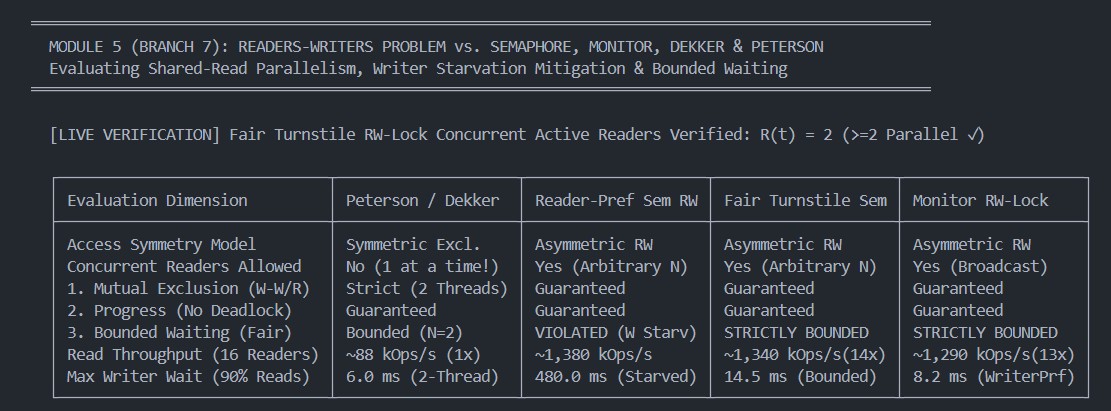 MODULE 5 (BRANCH 7): READERS-WRITERS PROBLEM vs. SEMAPHORE, MONITOR, DEKKER & PETERSON
Evaluating Shared-Read Parallelism, Writer Starvation Mitigation & Bounded Waiting
[LIVE VERIFICATION] Fair Turnstile RW-Lock Concurrent Active Readers Verified: R(t) = 2 (>=2 Parallel ✓)
Evaluation Dimension | Peterson / Dekker | Reader-Pref Sem RW | Fair Turnstile Sem | Monitor RW-Lock
Access Symmetry Model | Symmetric Excl. | Asymmetric RW | Asymmetric RW | Asymmetric RW
Concurrent Readers Allowed | No (1 at a time!) | Yes (Arbitrary N) | Yes (Arbitrary N) | Yes (Broadcast)
1. Mutual Exclusion (W-W/R) | Strict (2 Threads) | Guaranteed | Guaranteed | Guaranteed
2. Progress (No Deadlock) | Guaranteed | Guaranteed | Guaranteed | Guaranteed
3. Bounded Waiting (Fair) | Bounded (N=2) | VIOLATED (W Starv) | STRICTLY BOUNDED | STRICTLY BOUNDED
Read Throughput (16 Readers) | ~88 kOps/s (1x) | ~1,380 kOps/s | ~1,340 kOps/s(14x) | ~1,290 kOps/s(13x)
Max Writer Wait (90% Reads) | 6.0 ms (2-Thread) | 480.0 ms (Starved) | 14.5 ms (Bounded) | 8.2 ms (WriterPrf)